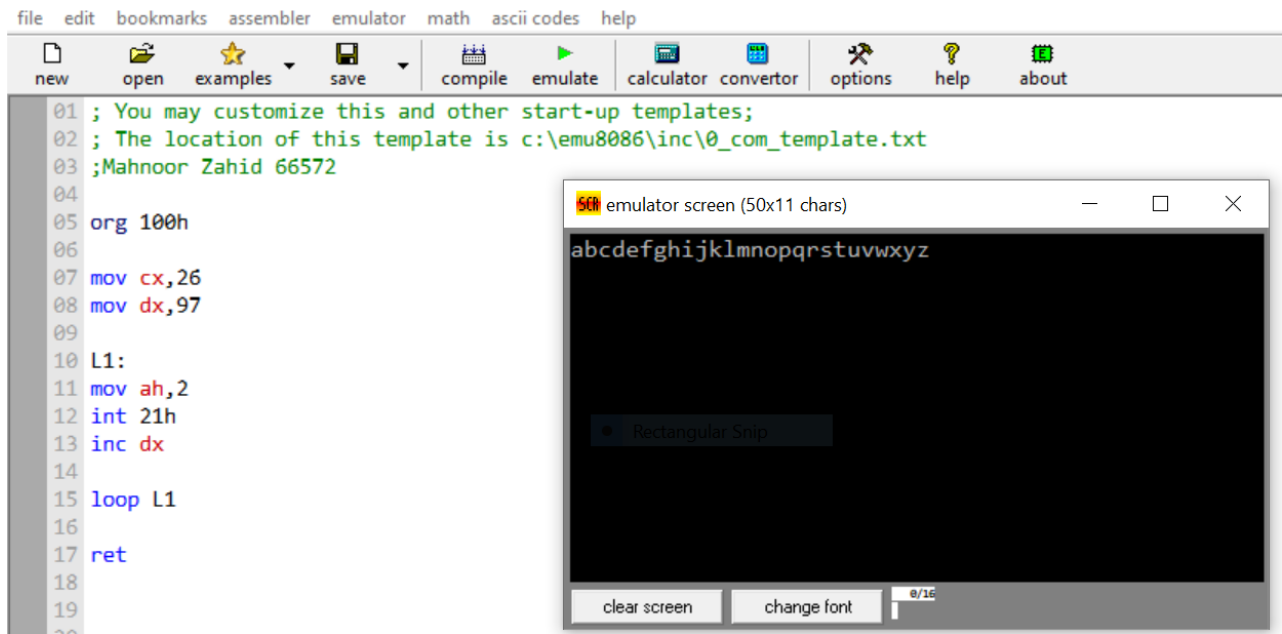 file edit bookmarks assembler emulator math ascii codes help
new open examples save compile emulate calculator convertor options help about
01 ; You may customize this and other start-up templates;
02 ; The location of this template is c:\emu8086\inc\0_com_template.txt
03 ;Mahnoor Zahid 66572
04
05 org 100h
06
07 mov cx,26
08 mov dx,97
09
10 L1:
11 mov ah,2
12 int 21h
13 inc dx
14
15 loop L1
16
17 ret
18
19
20
SCR emulator screen (50x11 chars)
abcdefghijklmnopqrstuvwxyz
Rectangular Snip
clear screen change font 0/16